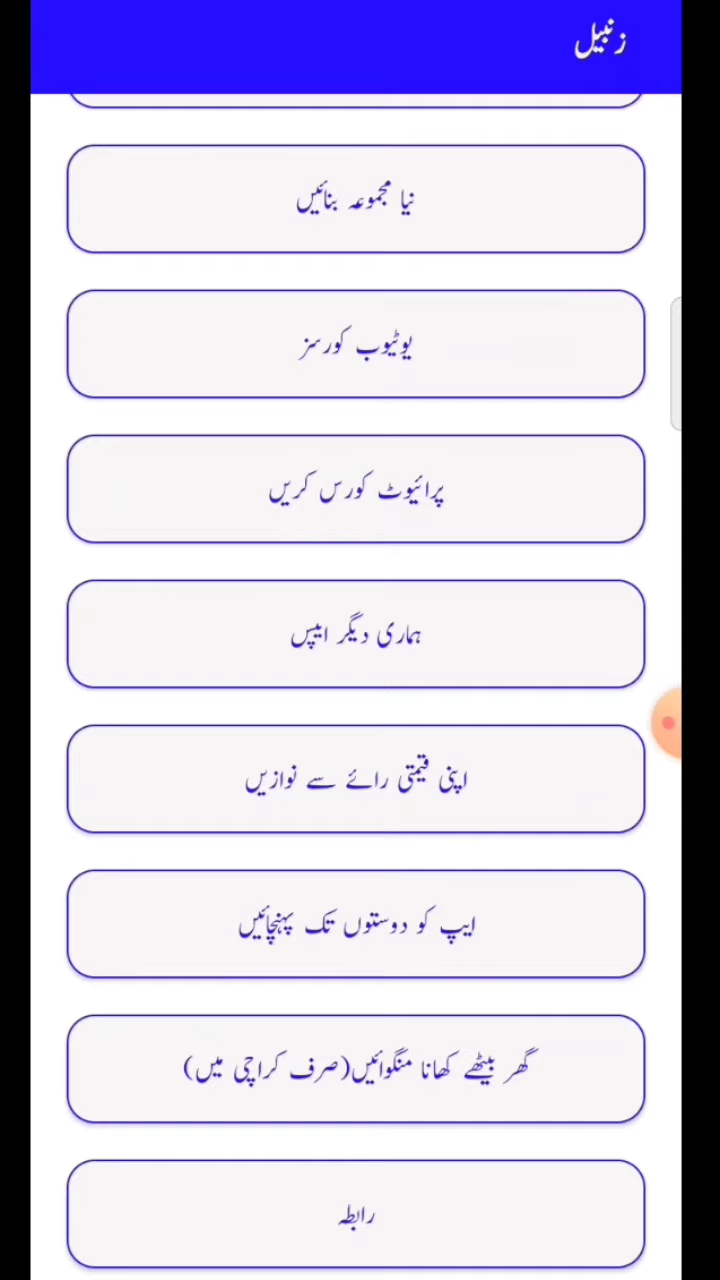 زنبیل
نیا مجموعہ بنائیں
یوٹیوب کورسز
پرائیوٹ کورس کریں
ہماری دیگر ایپس
اپنی قیمتی رائے سے نوازیں
ایپ کو دوستوں تک پہنچائیں
گھر بیٹھے کھانا منگوائیں(صرف کراچی میں)
رابطہ